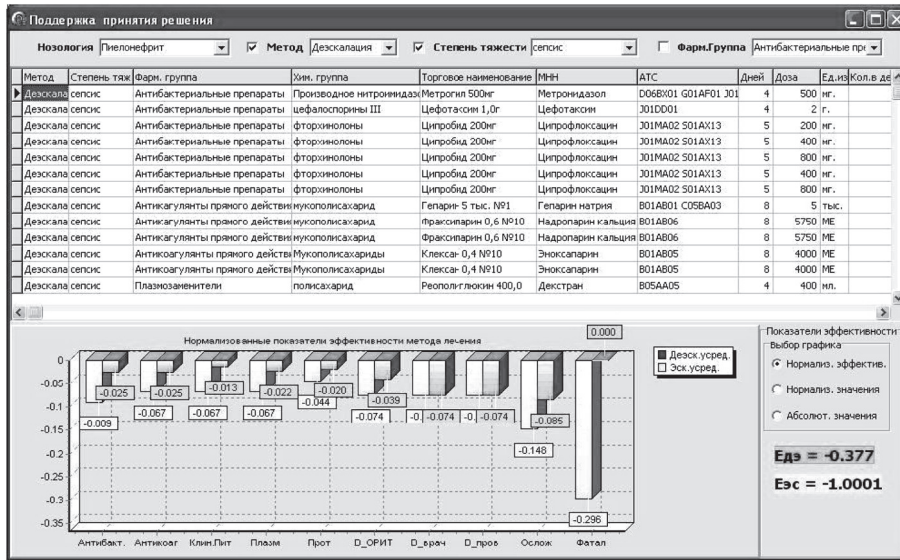 Поддержка принятия решения
Нозология Пиелонефрит Метод Деэскалация Степень тяжести сепсис Фарм.Группа Антибактериальные пре
Метод Степень тяж Фарм. группа Хим. группа Торговое наименование МНН АТС Дней Доза Ед.из Кол.в де
Деэскала сепсис Антибактериальные препараты Производное нитроимидазо Метрогил 500мг Метронидазол D06BX01 G01AF01 J01 4 500 мг.
Деэскала сепсис Антибактериальные препараты цефалоспорины III Цефотаксим 1,0г Цефотаксим J01DD01 4 2 г.
Деэскала сепсис Антибактериальные препараты фторхинолоны Ципробид 200мг Ципрофлоксацин J01MA02 S01AX13 5 200 мг.
Деэскала сепсис Антибактериальные препараты фторхинолоны Ципробид 200мг Ципрофлоксацин J01MA02 S01AX13 5 400 мг.
Деэскала сепсис Антибактериальные препараты фторхинолоны Ципробид 200мг Ципрофлоксацин J01MA02 S01AX13 5 800 мг.
Деэскала сепсис Антибактериальные препараты фторхинолоны Ципробид 200мг Ципрофлоксацин J01MA02 S01AX13 5 400 мг.
Деэскала сепсис Антибактериальные препараты фторхинолоны Ципробид 200мг Ципрофлоксацин J01MA02 S01AX13 5 800 мг.
Деэскала сепсис Антикагулянты прямого действия мукополисахарид Гепарин 5 тыс. №1 Гепарин натрия B01AB01 C05BA03 8 5 тыс.
Деэскала сепсис Антикагулянты прямого действия мукополисахарид Фраксипарин 0,6 №10 Надропарин кальция B01AB06 8 5750 МЕ
Деэскала сепсис Антикагулянты прямого действия мукополисахарид Фраксипарин 0,6 №10 Надропарин кальция B01AB06 8 5750 МЕ
Деэскала сепсис Антикоагулянты прямого действ Мукополисахариды Клексан 0,4 №10 Эноксапарин B01AB05 8 4000 МЕ
Деэскала сепсис Антикоагулянты прямого действ Мукополисахариды Клексан 0,4 №10 Эноксапарин B01AB05 8 4000 МЕ
Деэскала сепсис Плазмозаменители полисахарид Реополиглюкин 400,0 Декстран B05AA05 4 400 мл.
Нормализованные показатели эффективности метода лечения
0.000
0
-0.05
-0.1
-0.15
-0.2
-0.25
-0.3
-0.35
-0.025 -0.025 -0.013 -0.022 -0.020 -0.039
-0.009 -0.067 -0.067 -0.067 -0.044 -0.074 -0.074 -0.074 -0.085
-0.148
-0.296
Антибакт. Антикоаг Клин.Пит Плазм Прот D_ОРИТ D_врач D_пров Ослож Фатал
Деэск.усред.
Эск.усред.
Показатели эффективности
Выбор графика
Нормализ. эффектив.
Нормализ. значения
Абсолют. значения
Eдэ = -0.377
Eэс = -1.0001